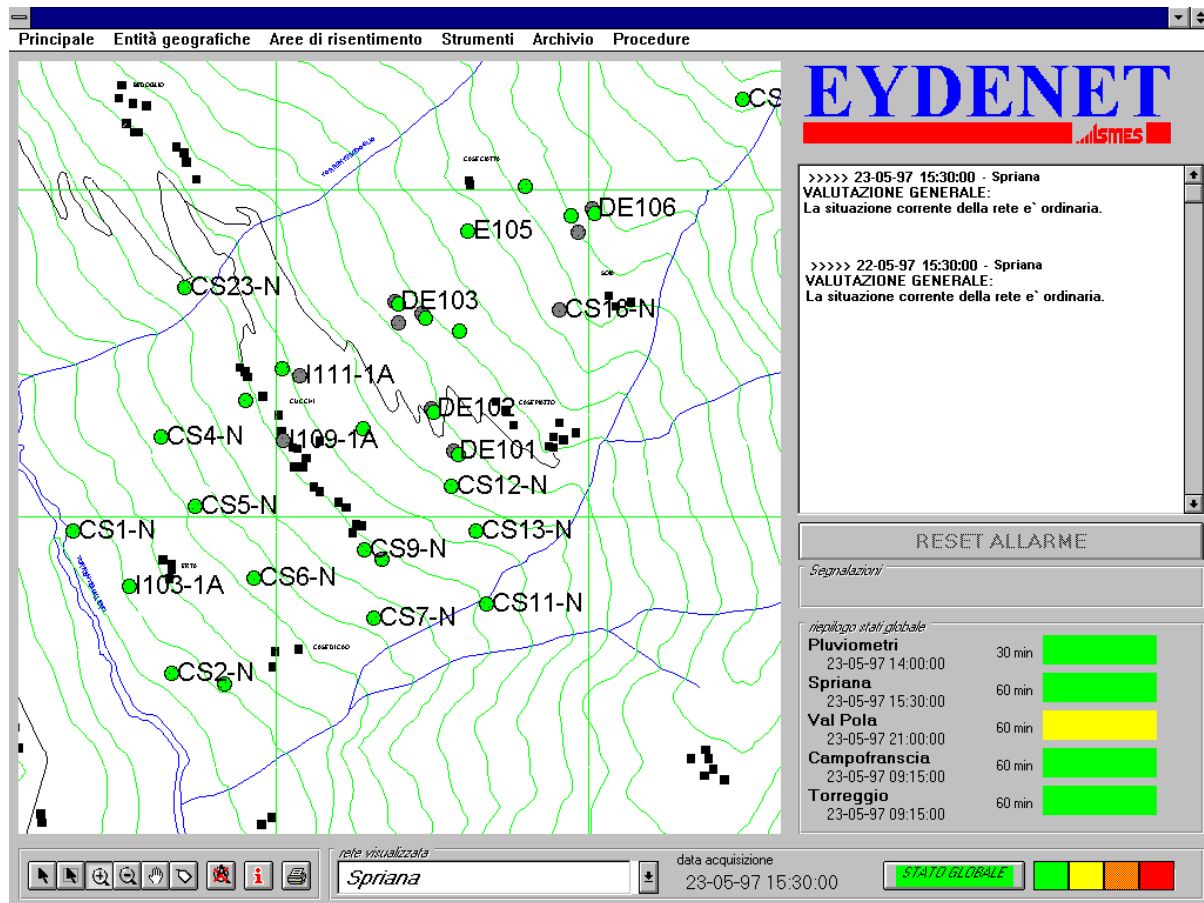 Principale Entità geografiche Aree di risentimento Strumenti Archivio Procedure
EYDENET
ismes
CS
DE106
E105
CS23-N
DE103
CS18-N
I111-1A
CUCCHI
DE102
CS4-N
I109-1A
DE101
CS12-N
CS5-N
CS1-N
CS13-N
CS9-N
ERTO
CS6-N
I103-1A
CS11-N
CS7-N
CS2-N
>>>>> 23-05-97 15:30:00 - Spriana
VALUTAZIONE GENERALE:
La situazione corrente della rete e` ordinaria.
>>>>> 22-05-97 15:30:00 - Spriana
VALUTAZIONE GENERALE:
La situazione corrente della rete e` ordinaria.
RESET ALLARME
Segnalazioni
riepilogo stati globale
Pluviometri
23-05-97 14:00:00
30 min
Spriana
23-05-97 15:30:00
60 min
Val Pola
23-05-97 21:00:00
60 min
Campofranscia
23-05-97 09:15:00
60 min
Torreggio
23-05-97 09:15:00
60 min
rete visualizzata
Spriana
data acquisizione
23-05-97 15:30:00
STATO GLOBALE